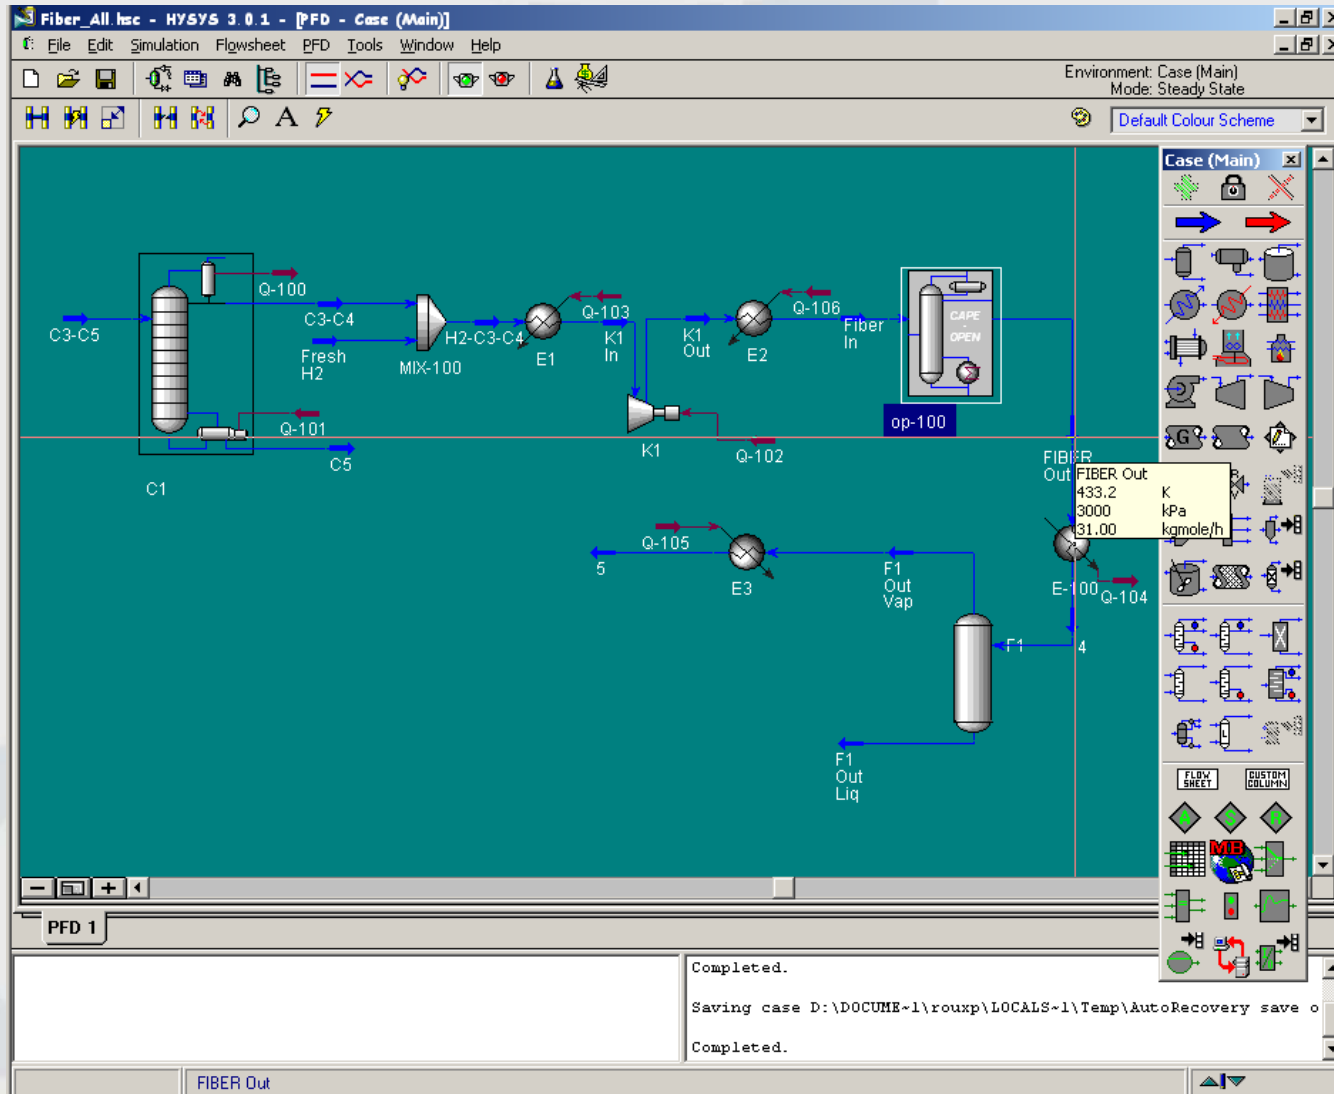 Fiber_All.hsc - HYSYS 3.0.1 - [PFD - Case (Main)]
File Edit Simulation Flowsheet PFD Tools Window Help
Environment: Case (Main)
Mode: Steady State
A
Default Colour Scheme
Case (Main)
Q-100
C3-C5
C3-C4
Fresh
H2
MIX-100
H2-C3-C4
E1
Q-103
K1
In
K1
Out
E2
Q-106
Fiber
In
CAPE
-
OPEN
op-100
Q-101
C5
C1
K1
Q-102
FIBER
Out
FIBER Out
433.2 K
3000 kPa
31.00 kgmole/h
G
Q-105
5
E3
F1
Out
Vap
E-100
Q-104
F1
4
F1
Out
Liq
FLOW
SHEET
CUSTOM
COLUMN
A
S
R
MB
PFD 1
Completed.
Saving case D:\DOCUME~1\rouxp\LOCALS~1\Temp\AutoRecovery save o
Completed.
FIBER Out